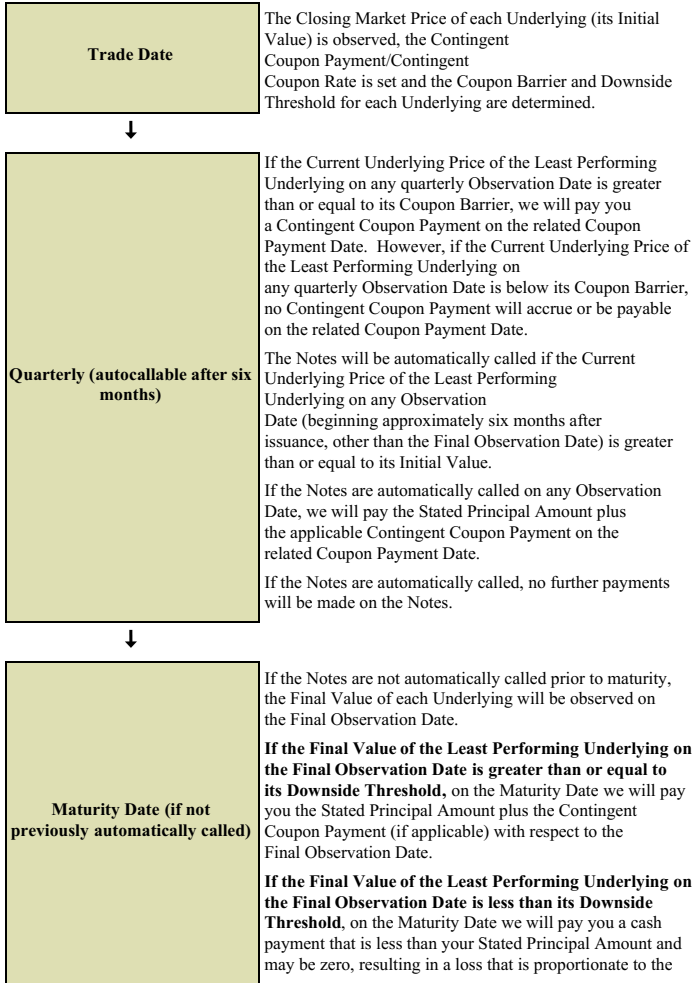 Trade Date
The Closing Market Price of each Underlying (its Initial
Value) is observed, the Contingent
Coupon Payment/Contingent
Coupon Rate is set and the Coupon Barrier and Downside
Threshold for each Underlying are determined.
↓
Quarterly (autocallable after six
months)
If the Current Underlying Price of the Least Performing
Underlying on any quarterly Observation Date is greater
than or equal to its Coupon Barrier, we will pay you
a Contingent Coupon Payment on the related Coupon
Payment Date. However, if the Current Underlying Price of
the Least Performing Underlying on
any quarterly Observation Date is below its Coupon Barrier,
no Contingent Coupon Payment will accrue or be payable
on the related Coupon Payment Date.
The Notes will be automatically called if the Current
Underlying Price of the Least Performing
Underlying on any Observation
Date (beginning approximately six months after
issuance, other than the Final Observation Date) is greater
than or equal to its Initial Value.
If the Notes are automatically called on any Observation
Date, we will pay the Stated Principal Amount plus
the applicable Contingent Coupon Payment on the
related Coupon Payment Date.
If the Notes are automatically called, no further payments
will be made on the Notes.
↓
Maturity Date (if not
previously automatically called)
If the Notes are not automatically called prior to maturity,
the Final Value of each Underlying will be observed on
the Final Observation Date.
If the Final Value of the Least Performing Underlying on
the Final Observation Date is greater than or equal to
its Downside Threshold, on the Maturity Date we will pay
you the Stated Principal Amount plus the Contingent
Coupon Payment (if applicable) with respect to the
Final Observation Date.
If the Final Value of the Least Performing Underlying on
the Final Observation Date is less than its Downside
Threshold, on the Maturity Date we will pay you a cash
payment that is less than your Stated Principal Amount and
may be zero, resulting in a loss that is proportionate to the